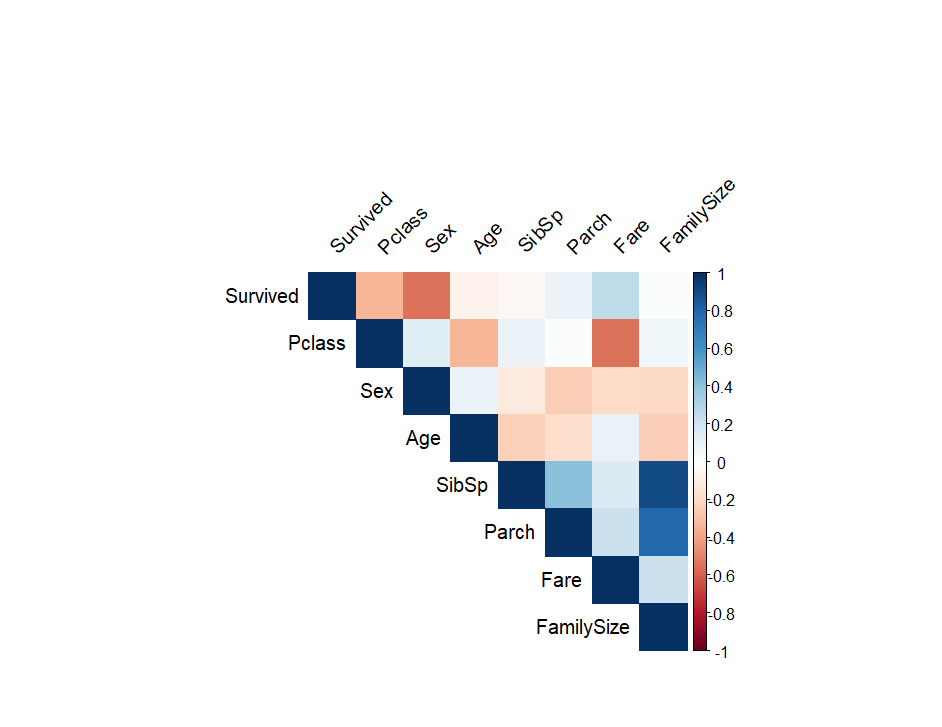 Survived
Pclass
Sex
Age
SibSp
Parch
Fare
FamilySize
Survived
Pclass
Sex
Age
SibSp
Parch
Fare
FamilySize
1
0.8
0.6
0.4
0.2
0
-0.2
-0.4
-0.6
-0.8
-1